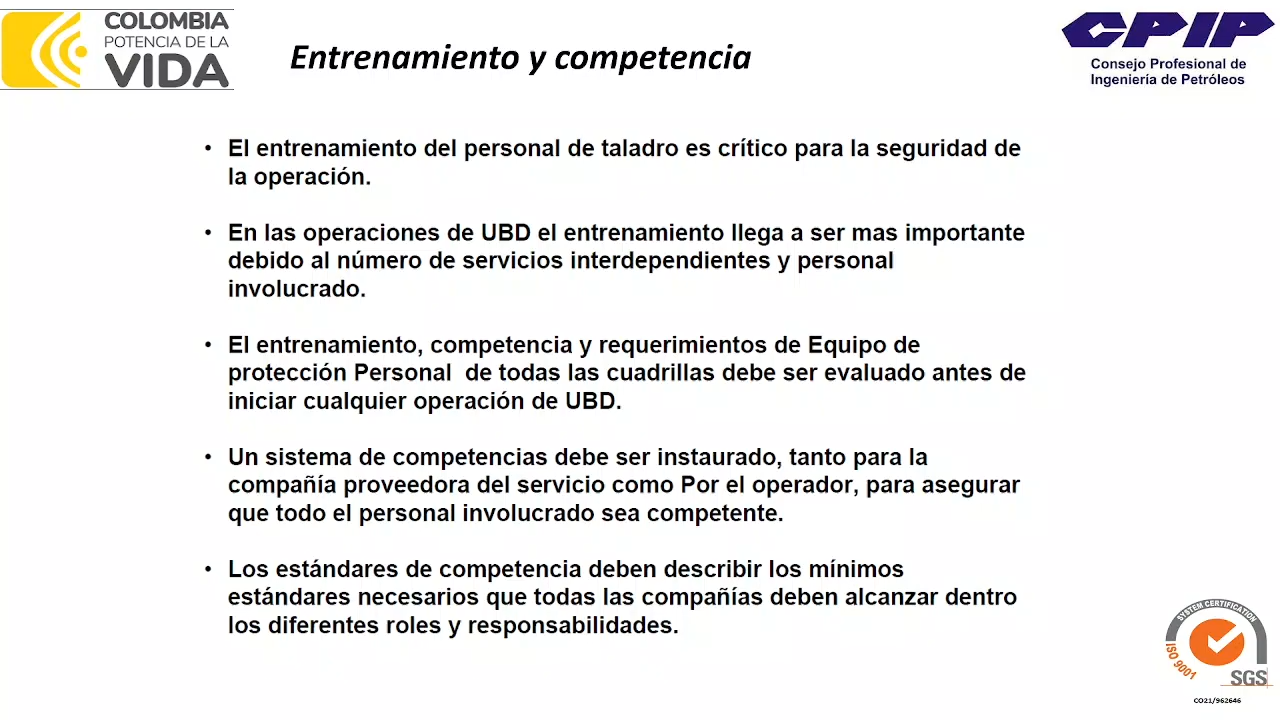 COLOMBIA
POTENCIA DE LA
VIDA
Entrenamiento y competencia
CPIP
Consejo Profesional de
Ingeniería de Petróleos
• El entrenamiento del personal de taladro es crítico para la seguridad de
la operación.
• En las operaciones de UBD el entrenamiento llega a ser mas importante
debido al número de servicios interdependientes y personal
involucrado.
• El entrenamiento, competencia y requerimientos de Equipo de
protección Personal de todas las cuadrillas debe ser evaluado antes de
iniciar cualquier operación de UBD.
• Un sistema de competencias debe ser instaurado, tanto para la
compañía proveedora del servicio como Por el operador, para asegurar
que todo el personal involucrado sea competente.
• Los estándares de competencia deben describir los mínimos
estándares necesarios que todas las compañías deben alcanzar dentro
los diferentes roles y responsabilidades.
SYSTEM CERTIFICATION
ISO 9001
SGS
CO21/962646